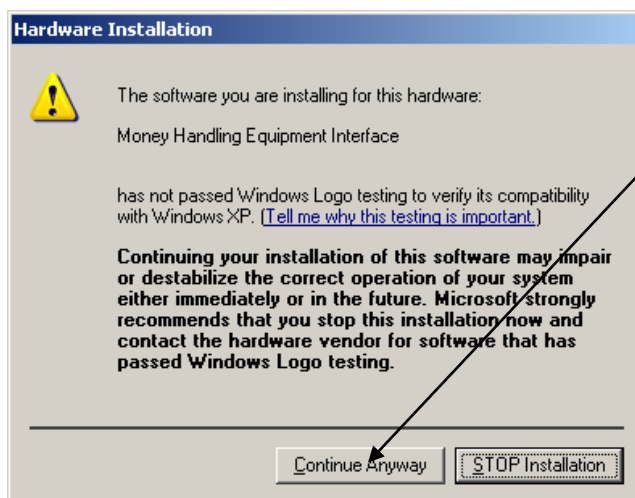 Hardware Installation
The software you are installing for this hardware:
Money Handling Equipment Interface
has not passed Windows Logo testing to verify its compatibility
with Windows XP. (Tell me why this testing is important.)
Continuing your installation of this software may impair
or destabilize the correct operation of your system
either immediately or in the future. Microsoft strongly
recommends that you stop this installation now and
contact the hardware vendor for software that has
passed Windows Logo testing.
Continue Anyway
STOP Installation